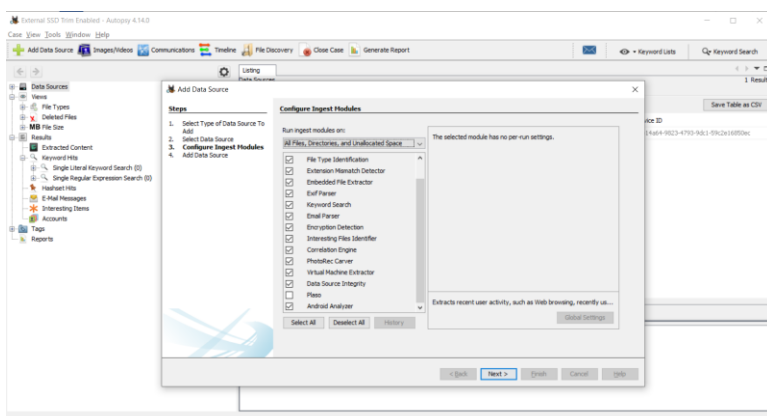 External SSD Trim Enabled - Autopsy 4.14.0
Case View Tools Window Help
Add Data Source Images/Videos Communications Timeline File Discovery Close Case Generate Report Keyword Lists Keyword Search
Listing
Data Sources
1 Result
Save Table as CSV
Data Sources
Views
File Types
Deleted Files
MB File Size
Results
Extracted Content
Keyword Hits
Single Literal Keyword Search (0)
Single Regular Expression Search (0)
Hashset Hits
E-Mail Messages
Interesting Items
Accounts
Tags
Reports
Add Data Source
Steps
1. Select Type of Data Source To Add
2. Select Data Source
3. Configure Ingest Modules
4. Add Data Source
Configure Ingest Modules
Run ingest modules on:
All Files, Directories, and Unallocated Space
File Type Identification
Extension Mismatch Detector
Embedded File Extractor
Exif Parser
Keyword Search
Email Parser
Encryption Detection
Interesting Files Identifier
Correlation Engine
PhotoRec Carver
Virtual Machine Extractor
Data Source Integrity
Plaso
Android Analyzer
Select All Deselect All History
The selected module has no per-run settings.
Extracts recent user activity, such as Web browsing, recently us...
Global Settings
< Back Next > Finish Cancel Help